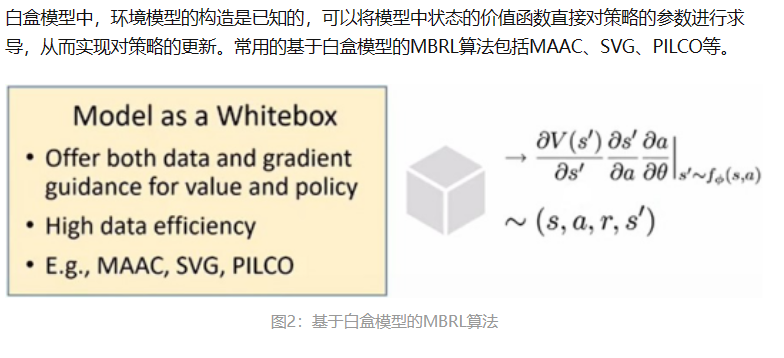 白盒模型中，环境模型的构造是已知的，可以将模型中状态的价值函数直接对策略的参数进行求
导，从而实现对策略的更新。常用的基于白盒模型的MBRL算法包括MAAC、SVG、PILCO等。
Model as a Whitebox
• Offer both data and gradient
guidance for value and policy
• High data efficiency
• E.g., MAAC, SVG, PILCO
→ ∂V(s′)/∂s′ ∂s′/∂a ∂a/∂θ |s′∼fϕ(s,a)
∼ (s, a, r, s′)
图2：基于白盒模型的MBRL算法